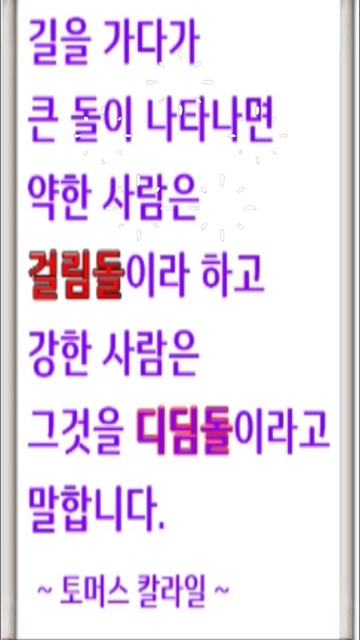 길을 가다가
큰 돌이 나타나면
약한 사람은
걸림돌이라 하고
강한 사람은
그것을 디딤돌이라고
말합니다.
~ 토머스 칼라일 ~